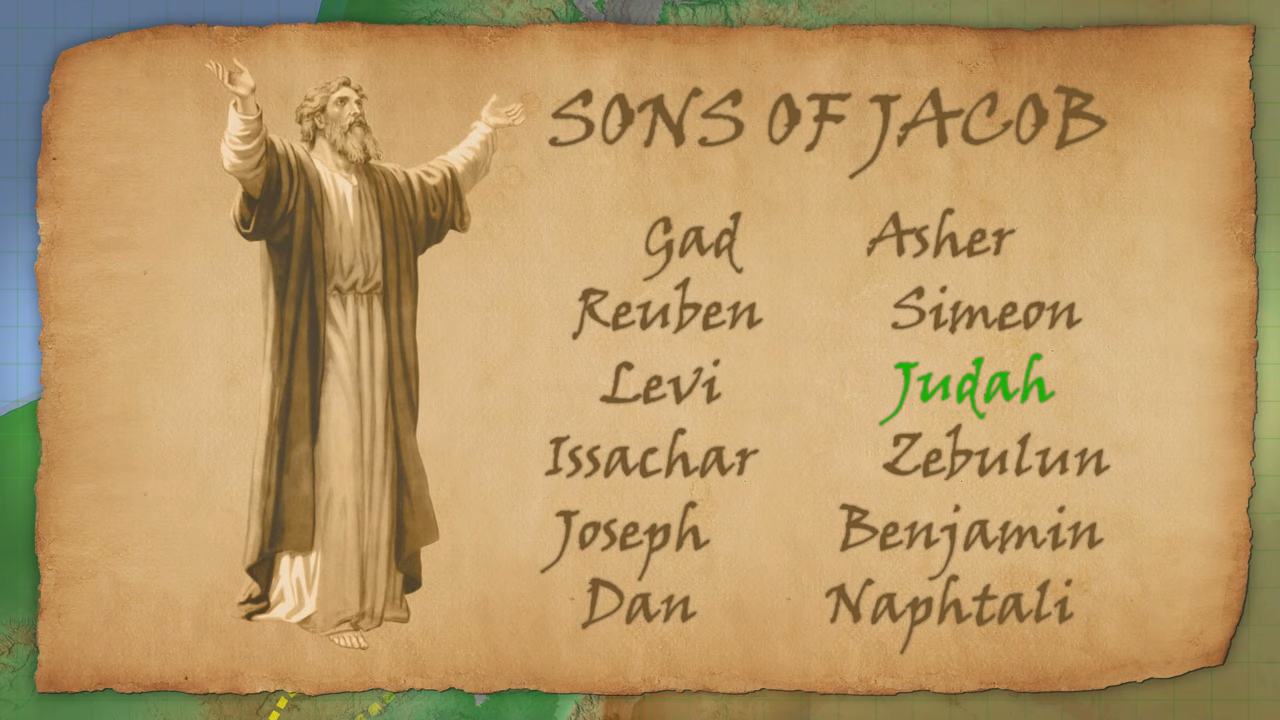 SONS OF JACOB
Gad Asher
Reuben Simeon
Levi Judah
Issachar Zebulun
Joseph Benjamin
Dan Naphtali